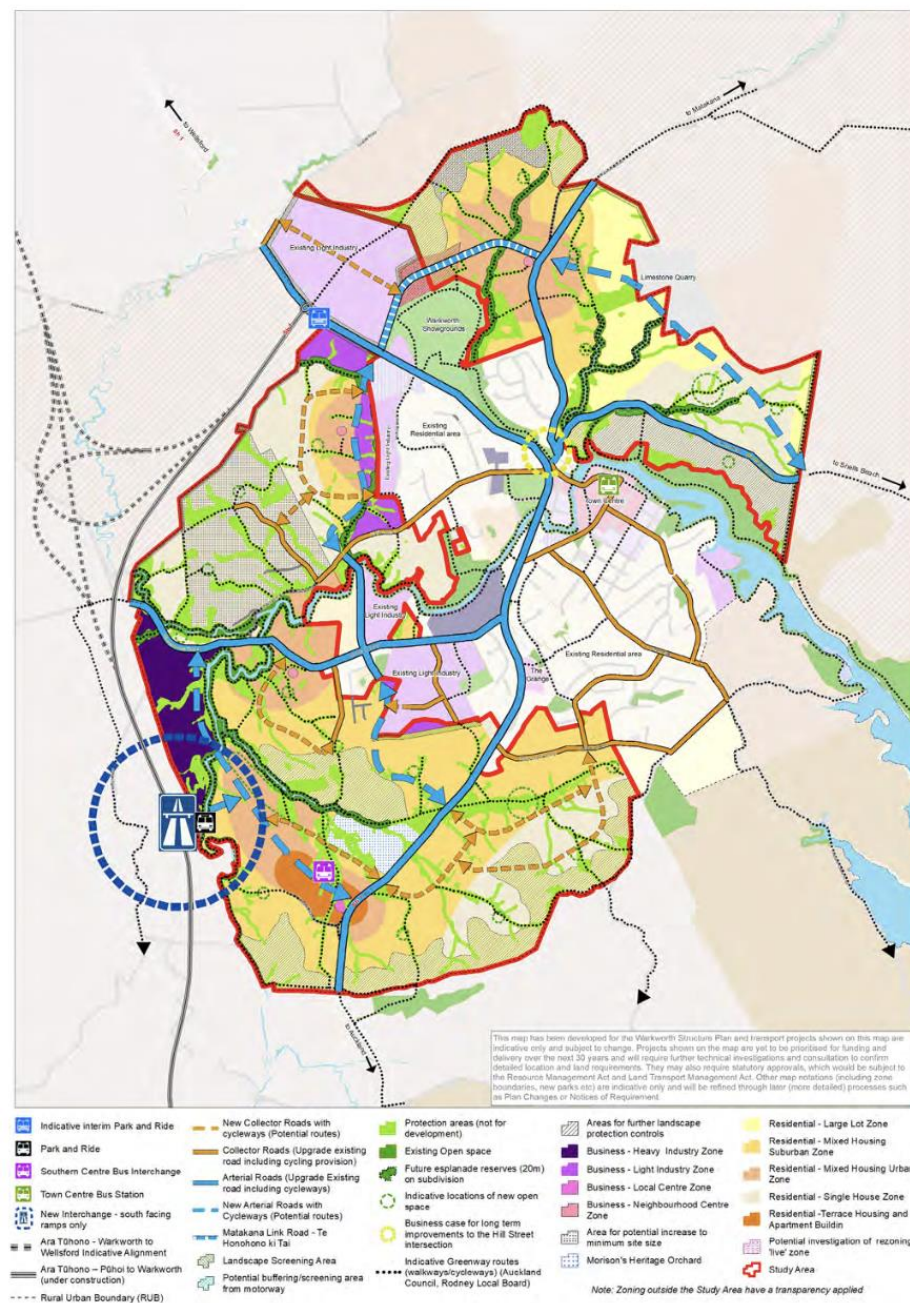 to Matakana
to Wellsford
SH 1
Existing Light Industry
Limestone Quarry
Warkworth
Showgrounds
Existing
Residential area
Existing Light Industry
to Snells Beach
Town Centre
Existing
Light Industry
Existing Residential area
Existing Light Industry
The
Grange
to Auckland
This map has been developed for the Warkworth Structure Plan and transport projects shown on this map are
indicative only and subject to change. Projects shown on the map are yet to be prioritised for funding and
delivery over the next 30 years and will require further technical investigations and consultation to confirm
detailed location and land requirements. They may also require statutory approvals, which would be subject to
the Resource Management Act and Land Transport Management Act. Other map notations (including zone
boundaries, new parks etc) are indicative only and will be refined through later (more detailed) processes such
as Plan Changes or Notices of Requirement.
Indicative interim Park and Ride
Park and Ride
Southern Centre Bus Interchange
Town Centre Bus Station
New Interchange - south facing
ramps only
Ara Tūhono - Warkworth to
Wellsford Indicative Alignment
Ara Tūhono – Pūhoi to Warkworth
(under construction)
Rural Urban Boundary (RUB)
New Collector Roads with
cycleways (Potential routes)
Collector Roads (Upgrade existing
road including cycling provision)
Arterial Roads (Upgrade Existing
road including cycleways)
New Arterial Roads with
Cycleways (Potential routes)
Matakana Link Road - Te
Honohono ki Tai
Landscape Screening Area
Potential buffering/screening area
from motorway
Protection areas (not for
development)
Existing Open space
Future esplanade reserves (20m)
on subdivision
Indicative locations of new open
space
Business case for long term
improvements to the Hill Street
intersection
Indicative Greenway routes
(walkways/cycleways) (Auckland
Council, Rodney Local Board)
Areas for further landscape
protection controls
Business - Heavy Industry Zone
Business - Light Industry Zone
Business - Local Centre Zone
Business - Neighbourhood Centre
Zone
Area for potential increase to
minimum site size
Morison's Heritage Orchard
Residential - Large Lot Zone
Residential - Mixed Housing
Suburban Zone
Residential - Mixed Housing Urban
Zone
Residential - Single House Zone
Residential -Terrace Housing and
Apartment Buildin
Potential investigation of rezoning
'live' zone
Study Area
Note: Zoning outside the Study Area have a transparency applied